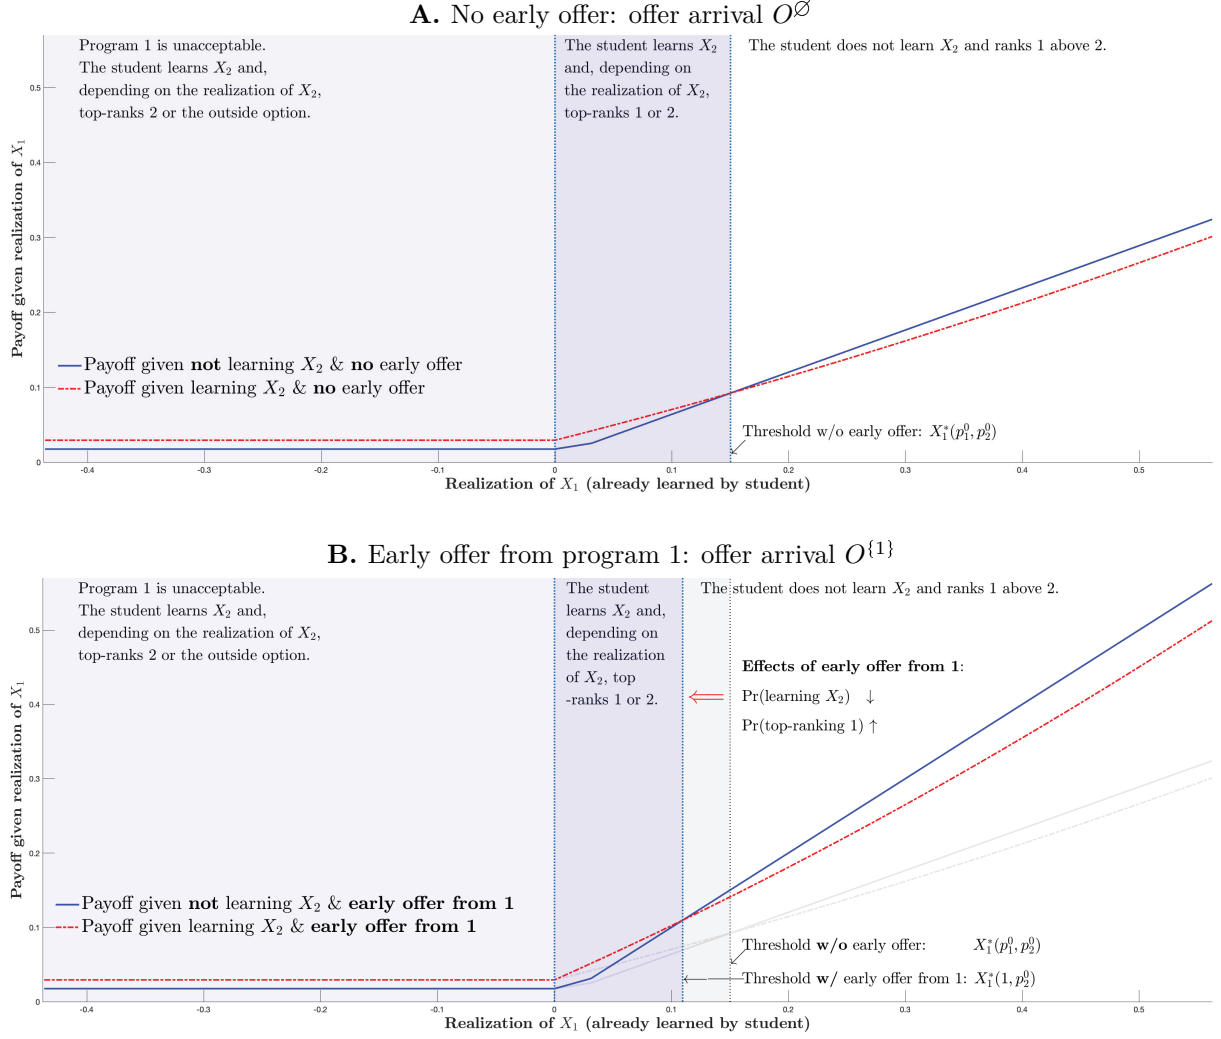 A. No early offer: offer arrival O^∅
Program 1 is unacceptable.
The student learns X₂ and,
depending on the realization of X₂,
top-ranks 2 or the outside option.
The student learns X₂
and, depending on
the realization of X₂,
top-ranks 1 or 2.
The student does not learn X₂ and ranks 1 above 2.
Payoff given realization of X₁
0.5
0.4
0.3
0.2
0.1
0
Payoff given not learning X₂ & no early offer
Payoff given learning X₂ & no early offer
Threshold w/o early offer: X₁*(p₁⁰, p₂⁰)
-0.4
-0.3
-0.2
-0.1
0
0.1
0.2
0.3
0.4
0.5
Realization of X₁ (already learned by student)
B. Early offer from program 1: offer arrival O^{1}
Program 1 is unacceptable.
The student learns X₂ and,
depending on the realization of X₂,
top-ranks 2 or the outside option.
The student
learns X₂ and,
depending on
the realization
of X₂, top
-ranks 1 or 2.
The student does not learn X₂ and ranks 1 above 2.
Effects of early offer from 1:
Pr(learning X₂) ↓
Pr(top-ranking 1) ↑
Payoff given realization of X₁
0.5
0.4
0.3
0.2
0.1
0
Payoff given not learning X₂ & early offer from 1
Payoff given learning X₂ & early offer from 1
Threshold w/o early offer: X₁*(p₁⁰, p₂⁰)
Threshold w/ early offer from 1: X₁*(1, p₂⁰)
-0.4
-0.3
-0.2
-0.1
0
0.1
0.2
0.3
0.4
0.5
Realization of X₁ (already learned by student)